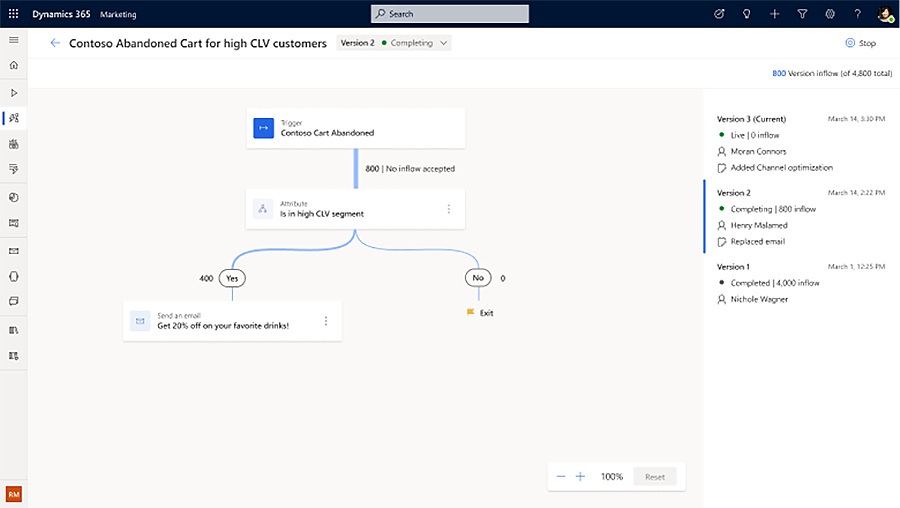 Dynamics 365 Marketing Search
Contoso Abandoned Cart for high CLV customers Version 2 Completing Stop
800 Version inflow (of 4,800 total)
Trigger
Contoso Cart Abandoned
800 | No inflow accepted
Attribute
Is in high CLV segment
400 Yes No 0
Send an email
Get 20% off on your favorite drinks!
Exit
Version 3 (Current) March 14, 3:30 PM
Live | 0 inflow
Moran Connors
Added Channel optimization
Version 2 March 14, 2:22 PM
Completing | 800 inflow
Henry Malamed
Replaced email
Version 1 March 1, 12:25 PM
Completed | 4,000 inflow
Nichole Wagner
100% Reset
RM